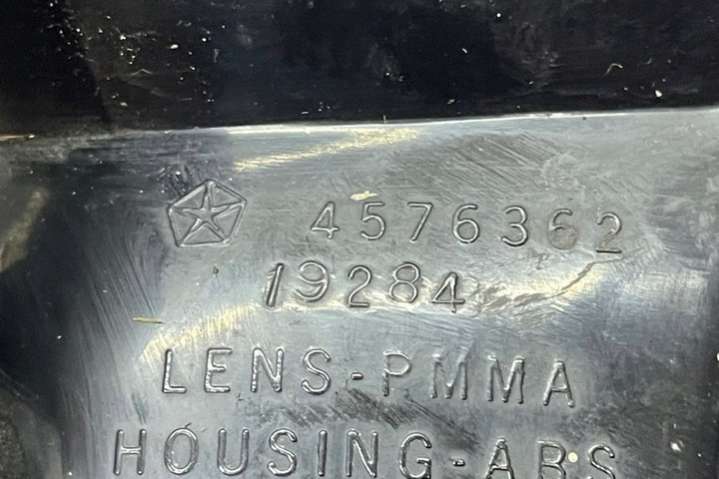 4576362
19284
LENS-PMMA
HOUSING-ABS